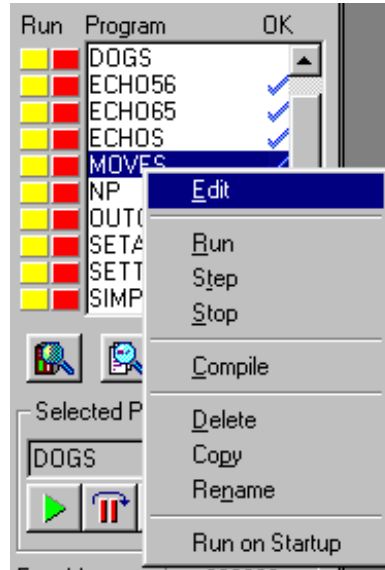 Run Program OK
DOGS
ECHO56
ECHO65
ECHOS
MOVES
NP
SIMP
Edit
Run
Step
Stop
Compile
Delete
Copy
Rename
Run on Startup
Selected P
DOGS